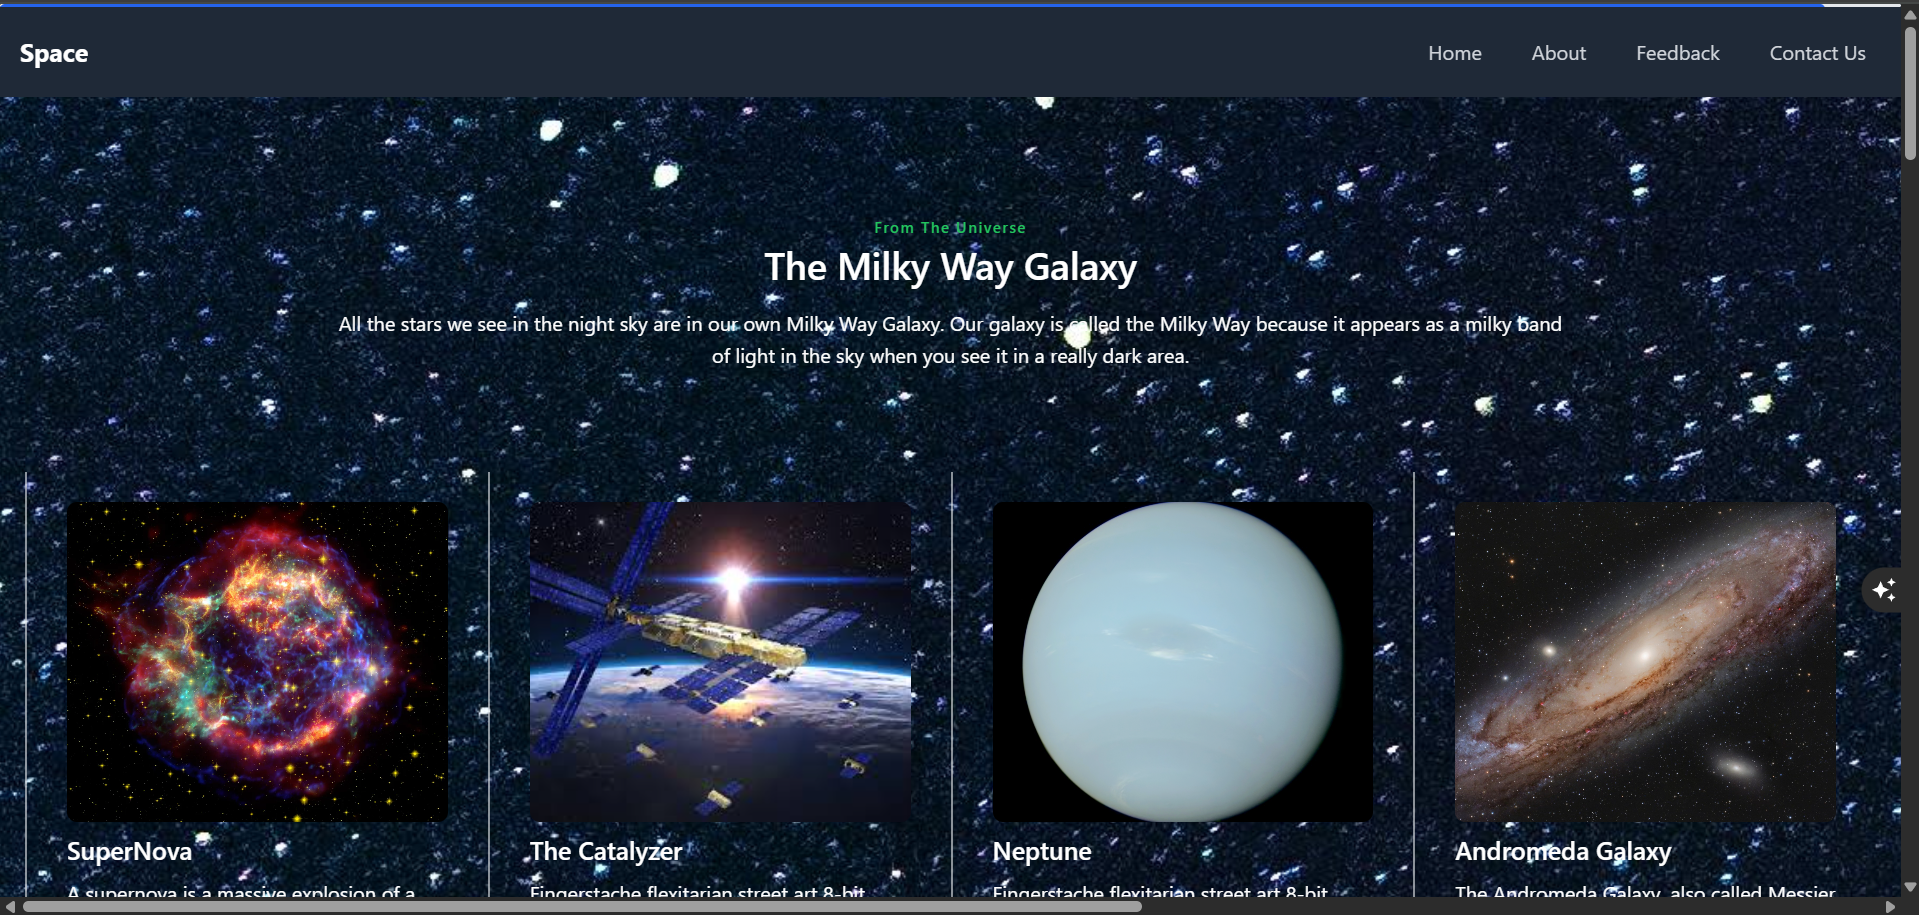 Space
Home
About
Feedback
Contact Us
From The Universe
The Milky Way Galaxy
All the stars we see in the night sky are in our own Milky Way Galaxy. Our galaxy is called the Milky Way because it appears as a milky band
of light in the sky when you see it in a really dark area.
SuperNova
The Catalyzer
Neptune
Andromeda Galaxy
A supernova is a massive explosion of a
Fingerstache flexitarian street art 8-bit
Fingerstache flexitarian street art 8-bit
The Andromeda Galaxy, also called Messier